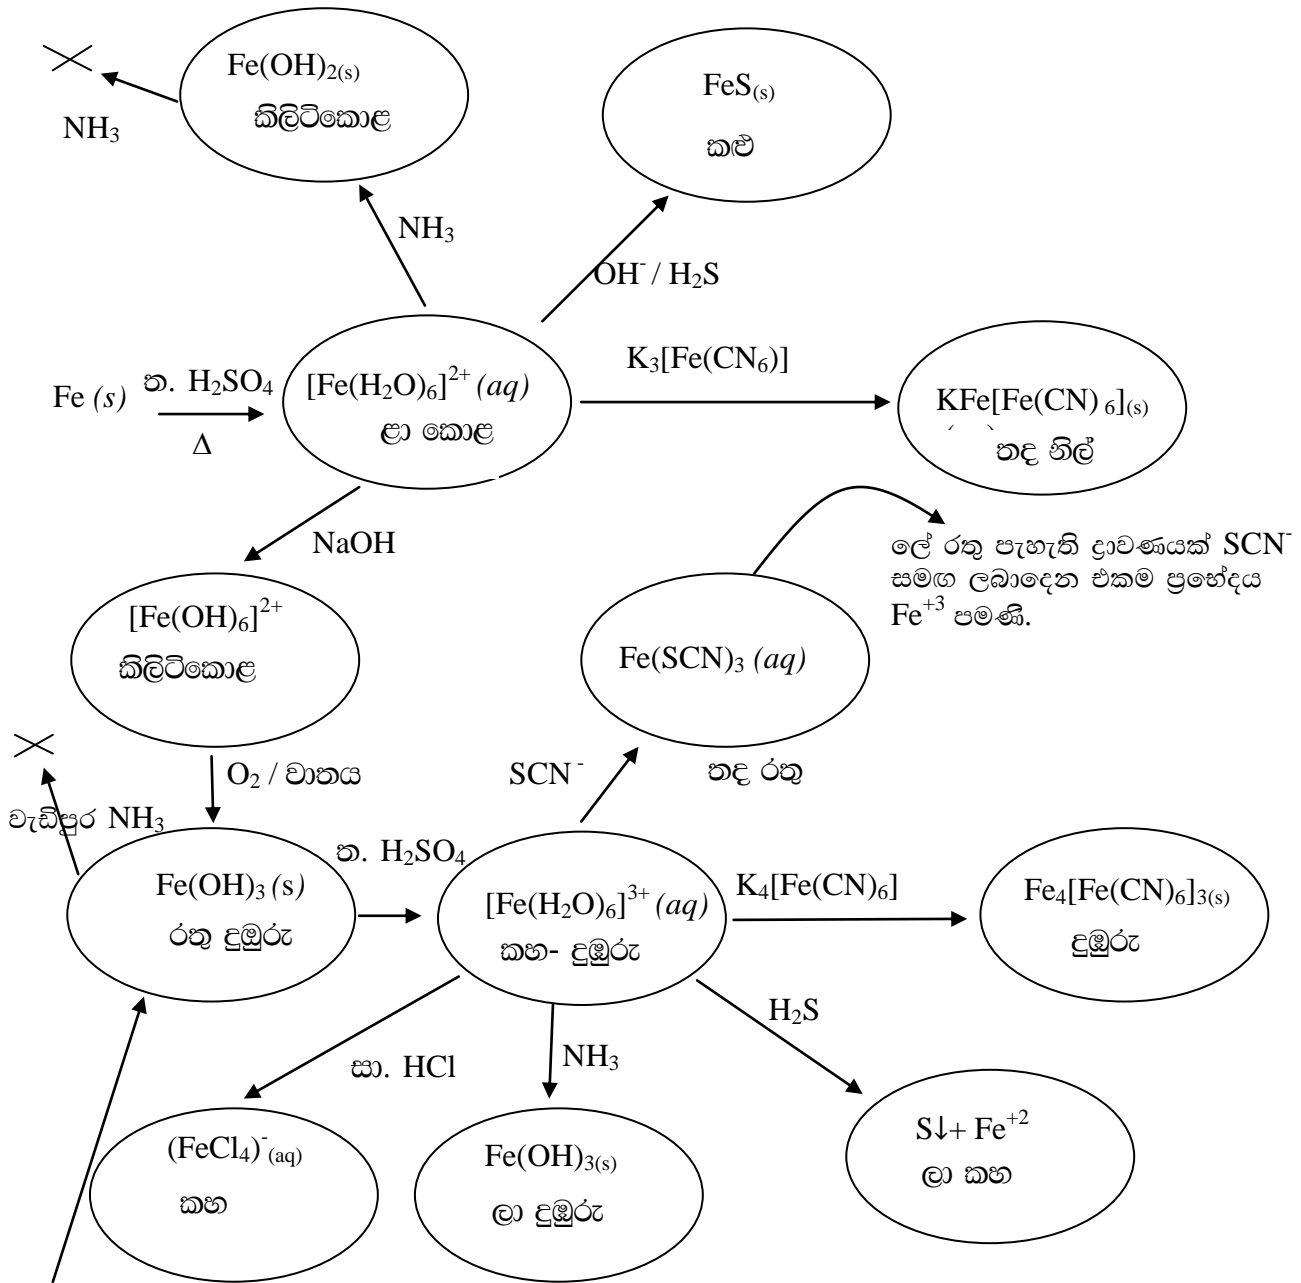 Fe(OH)₂₍ₛ₎
කිලිටිකොළ
NH₃
FeS₍ₛ₎
කළු
NH₃
OH⁻ / H₂S
Fe (s)
ත. H₂SO₄
Δ
[Fe(H₂O)₆]²⁺ (aq)
ළා කොළ
K₃[Fe(CN₆)]
KFe[Fe(CN) ₆]₍ₛ₎
තද නිල්
NaOH
ලේ රතු පැහැති ද්‍රාවණයක් SCN⁻
සමඟ ලබාදෙන එකම ප්‍රභේදය
Fe⁺³ පමණි.
[Fe(OH)₆]²⁺
කිලිටිකොළ
Fe(SCN)₃ (aq)
තද රතු
SCN ⁻
O₂ / වාතය
වැඩිපුර NH₃
ත. H₂SO₄
Fe(OH)₃ (s)
රතු දුඹුරු
[Fe(H₂O)₆]³⁺ (aq)
කහ- දුඹුරු
K₄[Fe(CN)₆]
Fe₄[Fe(CN)₆]₃₍ₛ₎
දුඹුරු
H₂S
සා. HCl
NH₃
(FeCl₄)⁻₍aq₎
කහ
Fe(OH)₃₍ₛ₎
ලා දුඹුරු
S↓+ Fe⁺²
ලා කහ